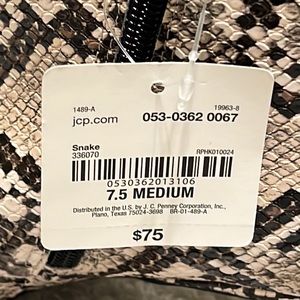 1489-A 19963-8
jcp.com 053-0362 0067
Snake
336070 RPHK010024
0530362013106
7.5 MEDIUM
Distributed in the U.S. by J. C. Penney Corporation, Inc.,
Plano, Texas 75024-3698 BR-01-489-A
$75